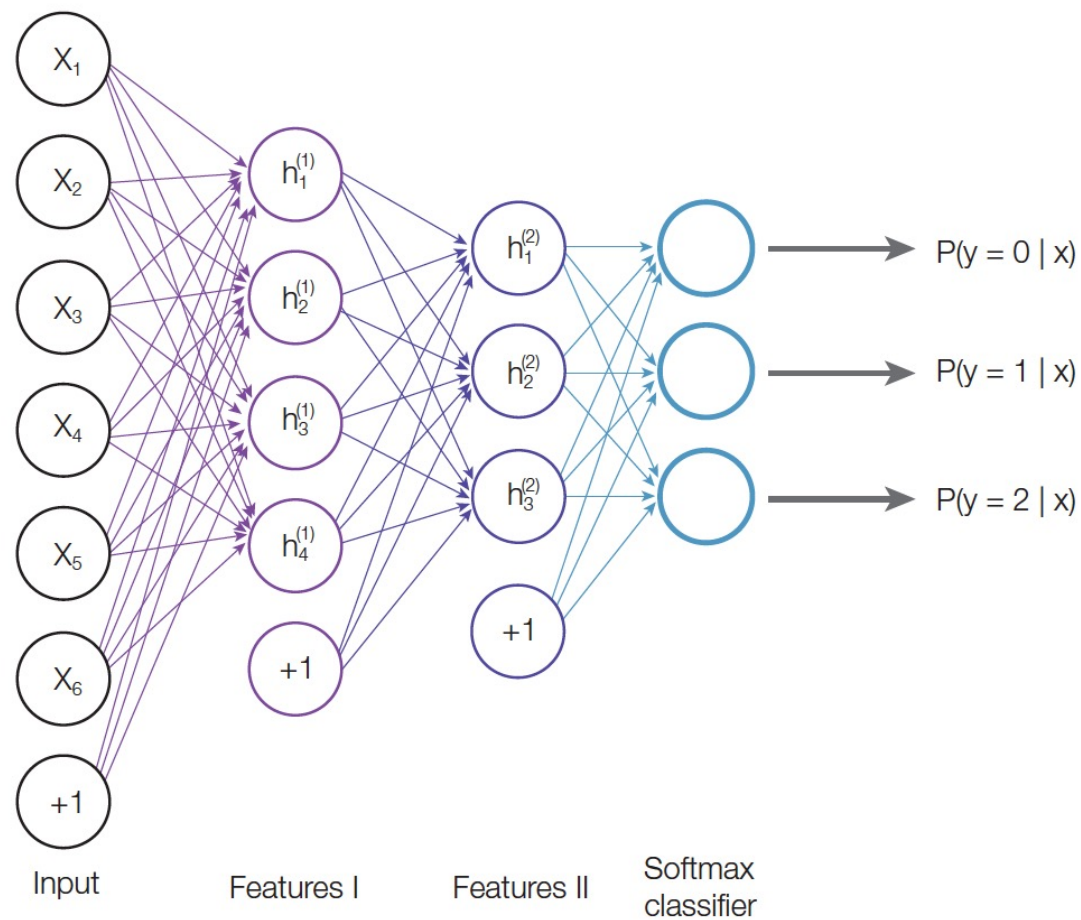 X₁
X₂
X₃
X₄
X₅
X₆
+1
Input
h₁⁽¹⁾
h₂⁽¹⁾
h₃⁽¹⁾
h₄⁽¹⁾
+1
Features I
h₁⁽²⁾
h₂⁽²⁾
h₃⁽²⁾
+1
Features II
Softmax
classifier
P(y = 0 | x)
P(y = 1 | x)
P(y = 2 | x)